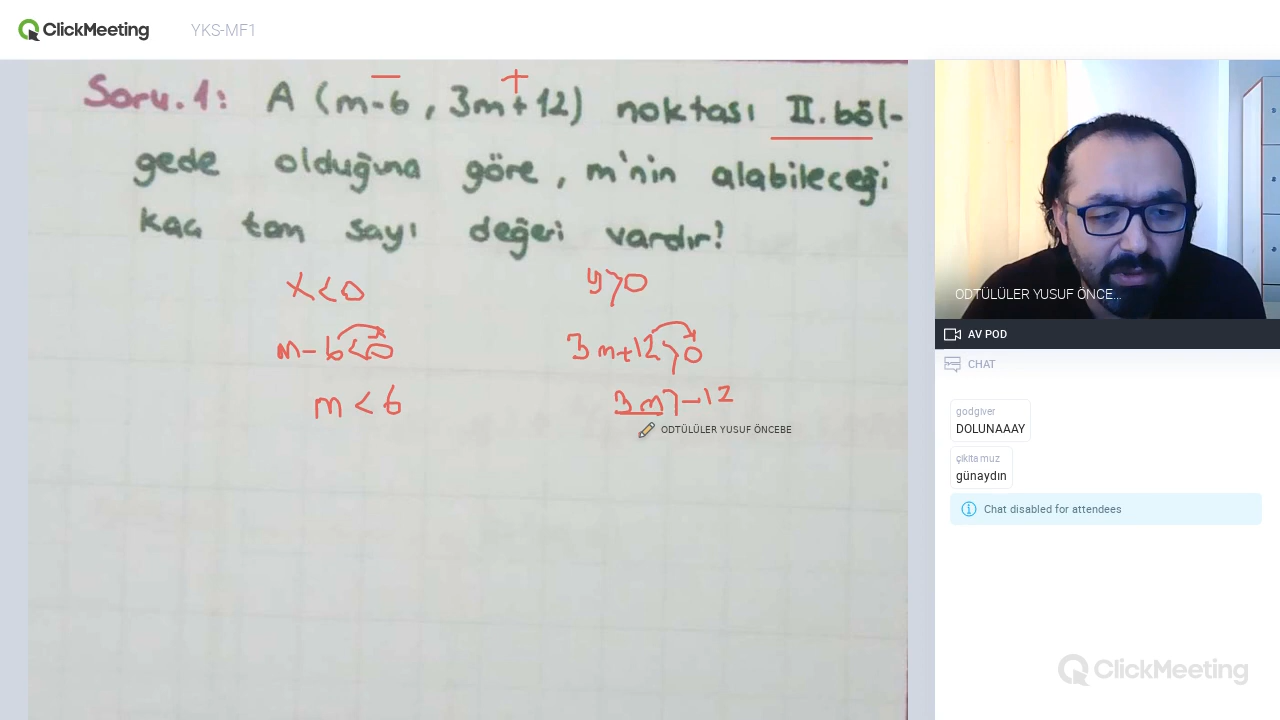 ClickMeeting
YKS-MF1
Soru.1: A (m-6, 3m+12) noktası II. böl-
gede olduğuna göre, m'nin alabileceği
kaç tam sayı değeri vardır?
x<0
y>0
m-6<0
3m+12>0
m<6
3m>-12
ODTÜLÜLER YUSUF ÖNCEBE
ODTÜLÜLER YUSUF ÖNCE...
AV POD
CHAT
godgiver
DOLUNAAAY
çikita muz
günaydın
Chat disabled for attendees
ClickMeeting